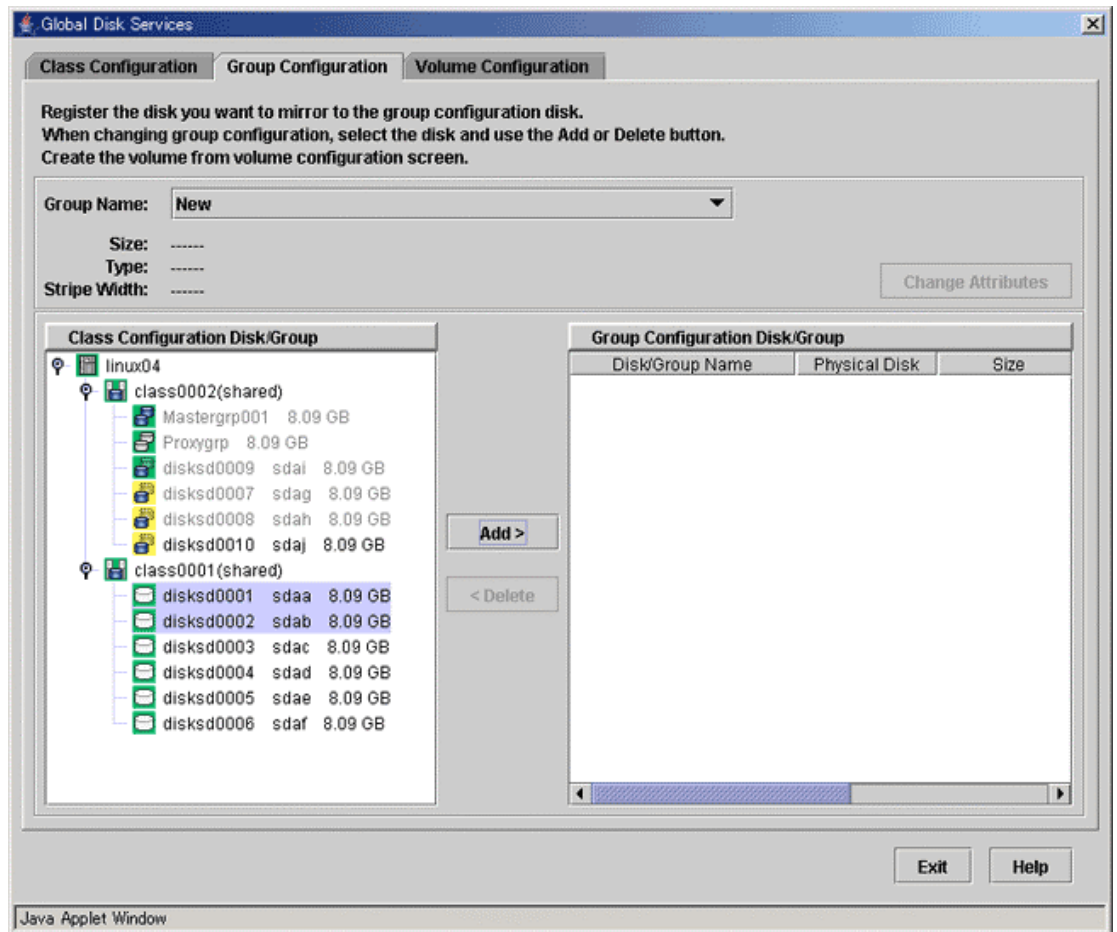 Global Disk Services
Class Configuration Group Configuration Volume Configuration
Register the disk you want to mirror to the group configuration disk.
When changing group configuration, select the disk and use the Add or Delete button.
Create the volume from volume configuration screen.
Group Name: New
Size: ------
Type: ------
Stripe Width: ------
Change Attributes
Class Configuration Disk/Group
linux04
class0002(shared)
Mastergrp001 8.09 GB
Proxygrp 8.09 GB
disksd0009 sdai 8.09 GB
disksd0007 sdag 8.09 GB
disksd0008 sdah 8.09 GB
disksd0010 sdaj 8.09 GB
class0001(shared)
disksd0001 sdaa 8.09 GB
disksd0002 sdab 8.09 GB
disksd0003 sdac 8.09 GB
disksd0004 sdad 8.09 GB
disksd0005 sdae 8.09 GB
disksd0006 sdaf 8.09 GB
Add >
< Delete
Group Configuration Disk/Group
Disk/Group Name Physical Disk Size
Exit Help
Java Applet Window